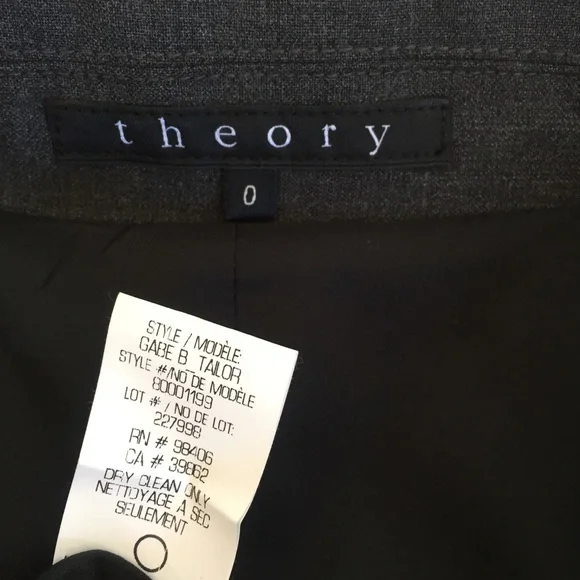 theory
0
STYLE / MODÈLE:
GABE B TAILOR
STYLE #/NO DE MODÈLE
80001199
LOT # / NO DE LOT:
227998
RN # 98406
CA # 39862
DRY CLEAN ONLY
NETTOYAGE À SEC
SEULEMENT